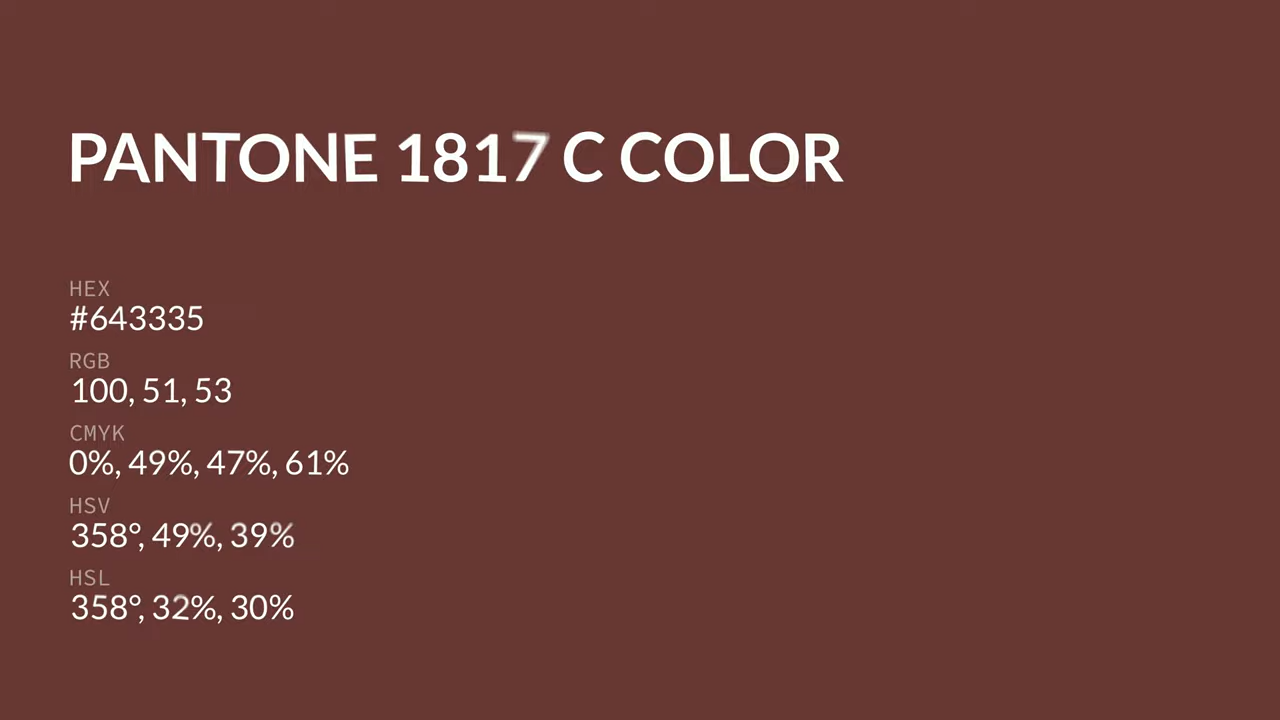 PANTONE 1817 C COLOR
HEX
#643335
RGB
100, 51, 53
CMYK
0%, 49%, 47%, 61%
HSV
358°, 49%, 39%
HSL
358°, 32%, 30%